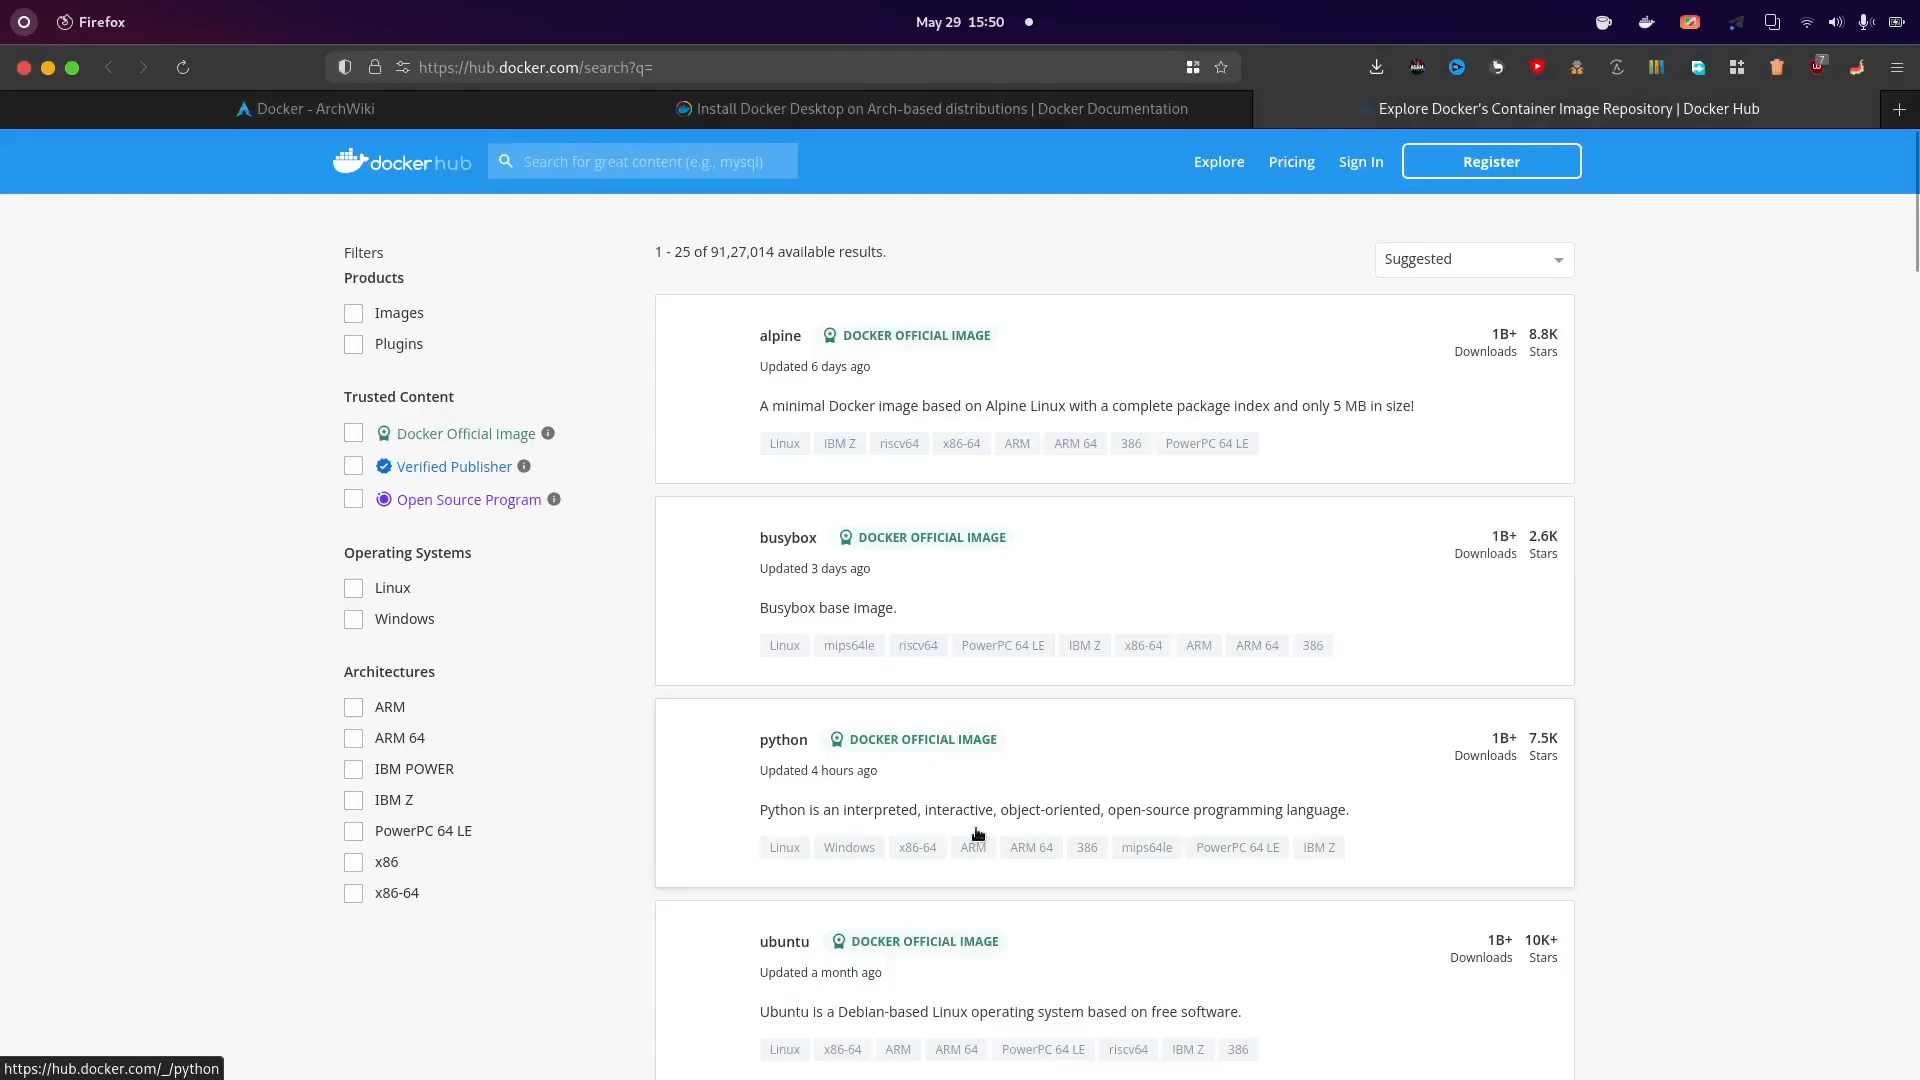 Firefox
May 29 15:50
https://hub.docker.com/search?q=
7
Docker - ArchWiki
Install Docker Desktop on Arch-based distributions | Docker Documentation
Explore Docker's Container Image Repository | Docker Hub
docker hub
Search for great content (e.g., mysql)
Explore
Pricing
Sign In
Register
Filters
Products
Images
Plugins
Trusted Content
Docker Official Image
Verified Publisher
Open Source Program
Operating Systems
Linux
Windows
Architectures
ARM
ARM 64
IBM POWER
IBM Z
PowerPC 64 LE
x86
x86-64
1 - 25 of 91,27,014 available results.
Suggested
alpine DOCKER OFFICIAL IMAGE
1B+ 8.8K
Downloads Stars
Updated 6 days ago
A minimal Docker image based on Alpine Linux with a complete package index and only 5 MB in size!
Linux IBM Z riscv64 x86-64 ARM ARM 64 386 PowerPC 64 LE
busybox DOCKER OFFICIAL IMAGE
1B+ 2.6K
Downloads Stars
Updated 3 days ago
Busybox base image.
Linux mips64le riscv64 PowerPC 64 LE IBM Z x86-64 ARM ARM 64 386
python DOCKER OFFICIAL IMAGE
1B+ 7.5K
Downloads Stars
Updated 4 hours ago
Python is an interpreted, interactive, object-oriented, open-source programming language.
Linux Windows x86-64 ARM ARM 64 386 mips64le PowerPC 64 LE IBM Z
ubuntu DOCKER OFFICIAL IMAGE
1B+ 10K+
Downloads Stars
Updated a month ago
Ubuntu is a Debian-based Linux operating system based on free software.
Linux x86-64 ARM ARM 64 PowerPC 64 LE riscv64 IBM Z 386
https://hub.docker.com/_/python